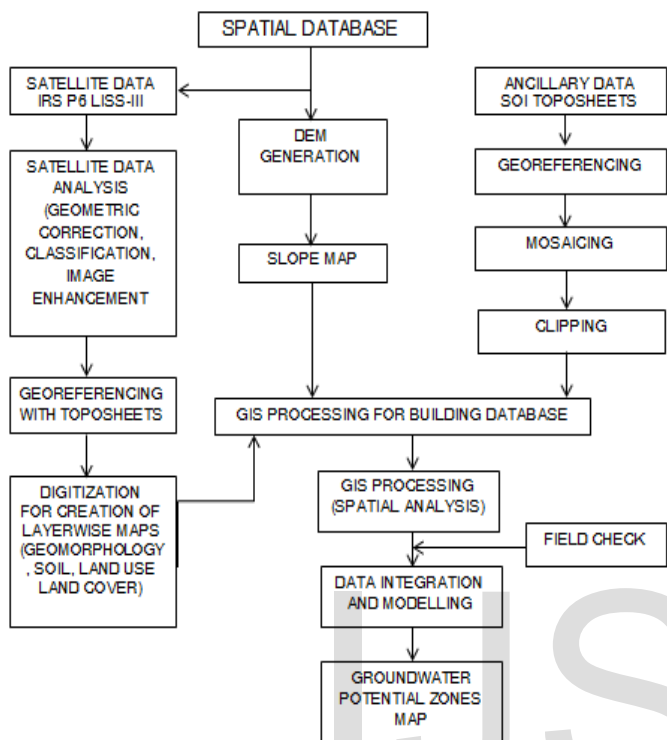 SPATIAL DATABASE
SATELLITE DATA
IRS P6 LISS-III
ANCILLARY DATA
SOI TOPOSHEETS
DEM
GENERATION
SATELLITE DATA
ANALYSIS
(GEOMETRIC
CORRECTION,
CLASSIFICATION,
IMAGE
ENHANCEMENT
GEOREFERENCING
MOSAICING
SLOPE MAP
CLIPPING
GEOREFERENCING
WITH TOPOSHEETS
GIS PROCESSING FOR BUILDING DATABASE
DIGITIZATION
FOR CREATION OF
LAYERWISE MAPS
(GEOMORPHOLOGY
, SOIL, LAND USE
LAND COVER)
GIS PROCESSING
(SPATIAL ANALYSIS)
FIELD CHECK
DATA INTEGRATION
AND MODELLING
GROUNDWATER
POTENTIAL ZONES
MAP